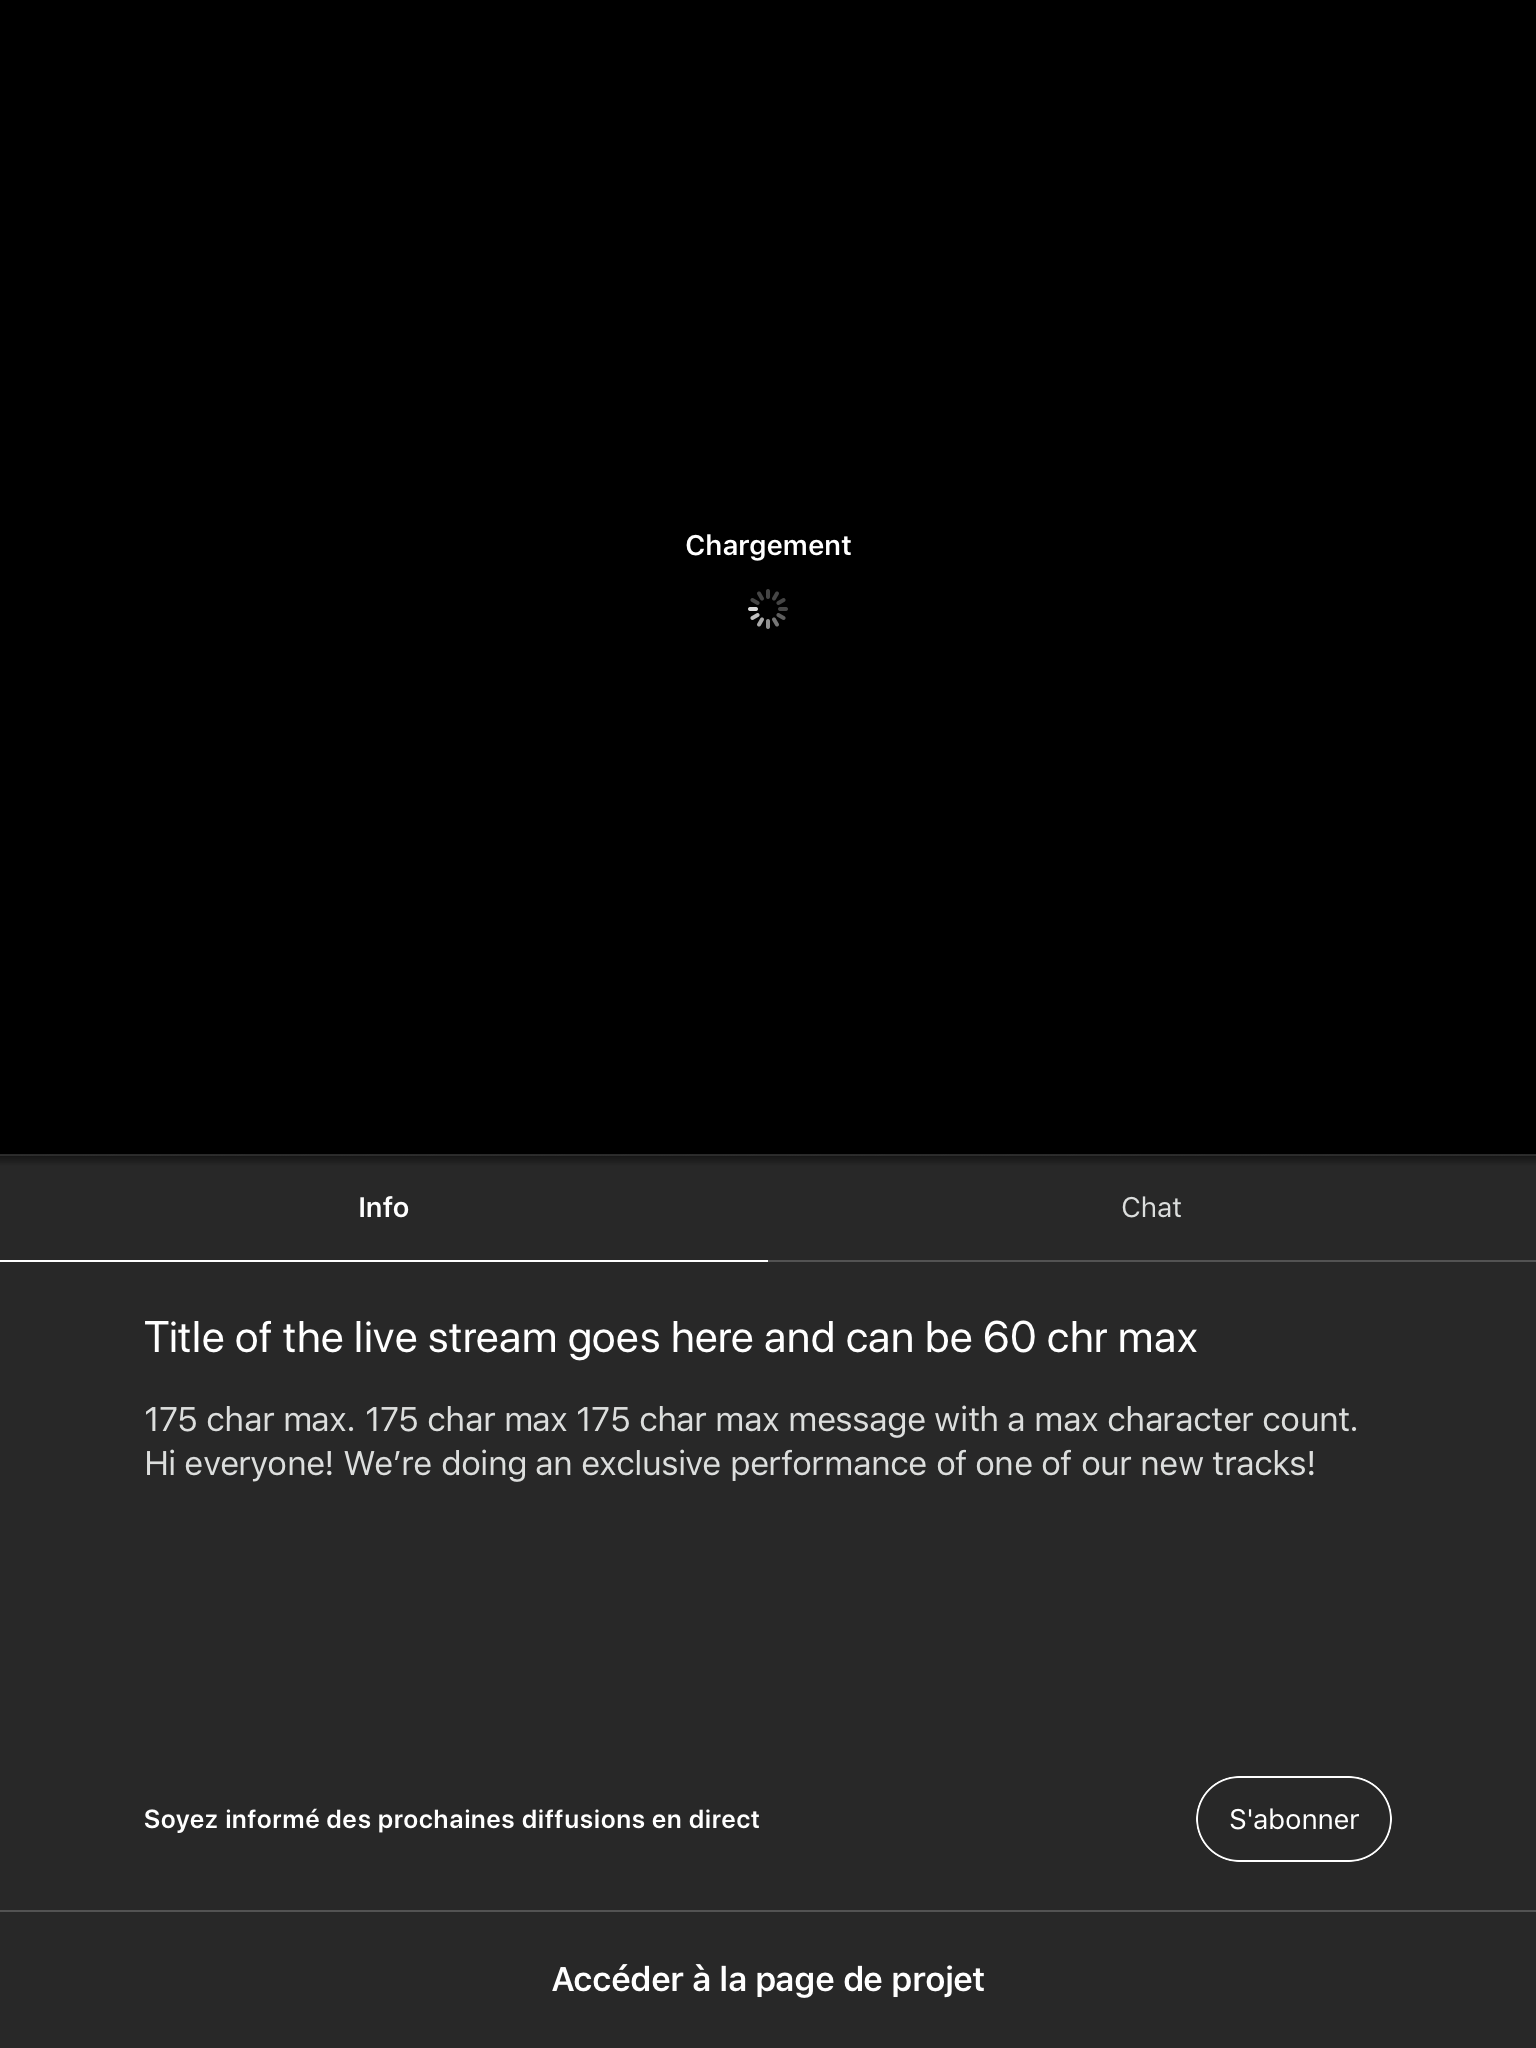 Chargement
Info
Chat
Title of the live stream goes here and can be 60 chr max
175 char max. 175 char max 175 char max message with a max character count.
Hi everyone! We’re doing an exclusive performance of one of our new tracks!
Soyez informé des prochaines diffusions en direct
S'abonner
Accéder à la page de projet